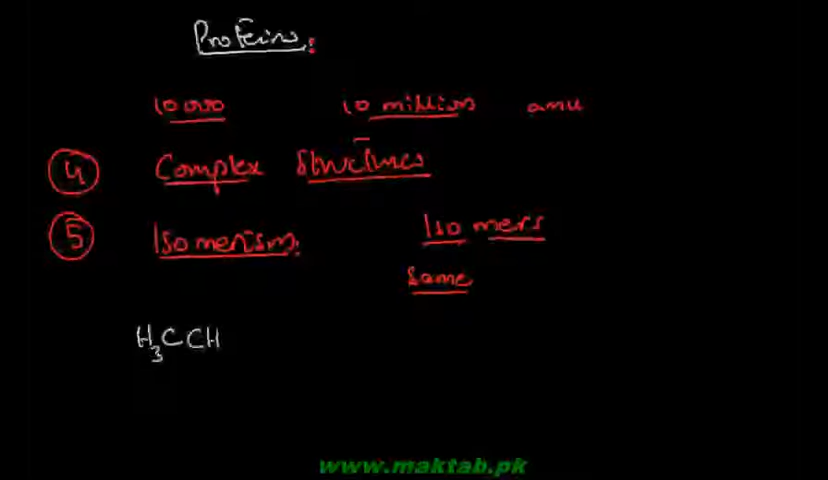 Proteins:
10000 10 million amu
4 Complex Structures
5 Isomerism: Isomers
Same
H3CCH
www.maktab.pk